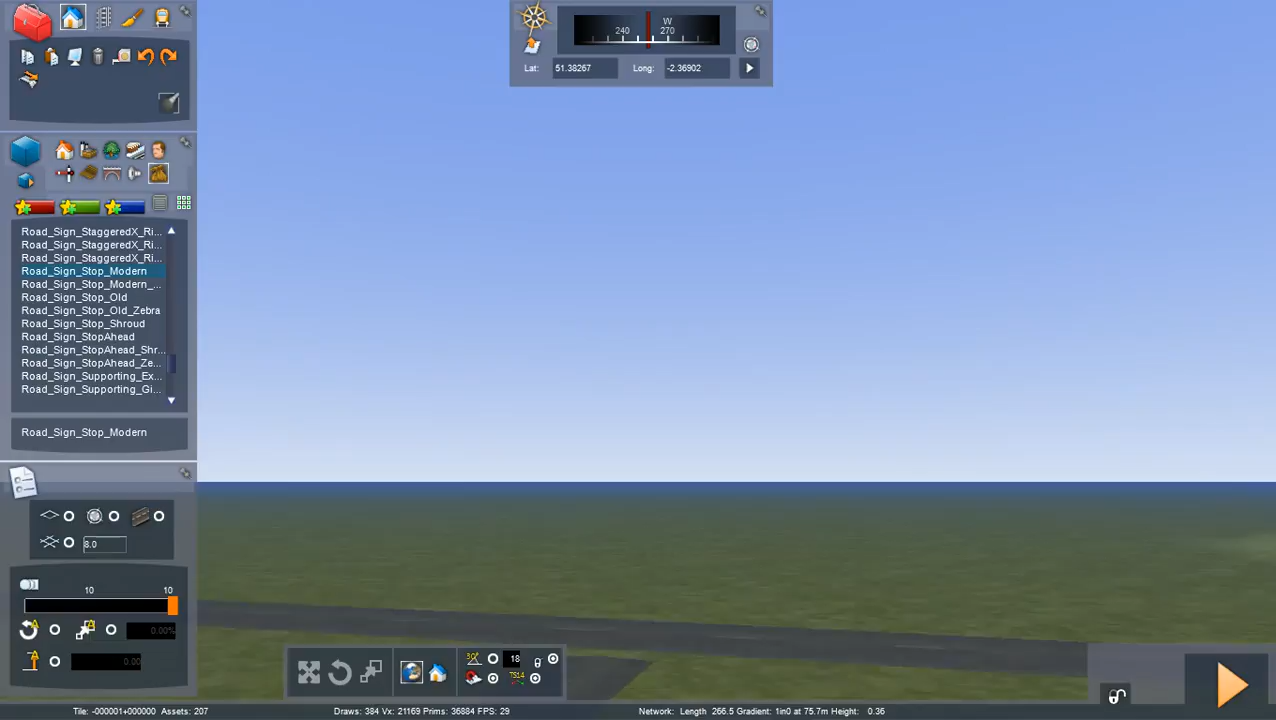 W
240 270
Lat: 51.38267 Long: -2.36902
Road_Sign_StaggeredX_Ri...
Road_Sign_StaggeredX_Ri...
Road_Sign_StaggeredX_Ri...
Road_Sign_Stop_Modern
Road_Sign_Stop_Modern_...
Road_Sign_Stop_Old
Road_Sign_Stop_Old_Zebra
Road_Sign_Stop_Shroud
Road_Sign_StopAhead
Road_Sign_StopAhead_Shr...
Road_Sign_StopAhead_Ze...
Road_Sign_Supporting_Ex...
Road_Sign_Supporting_Gi...
Road_Sign_Stop_Modern
8.0
10 10
0.00%
0.00
30° 18
TS14
Tile: -000001+000000 Assets: 207 Draws: 384 Vx: 21169 Prims: 36884 FPS: 29 Network: Length 266.5 Gradient: 1in0 at 75.7m Height: 0.36